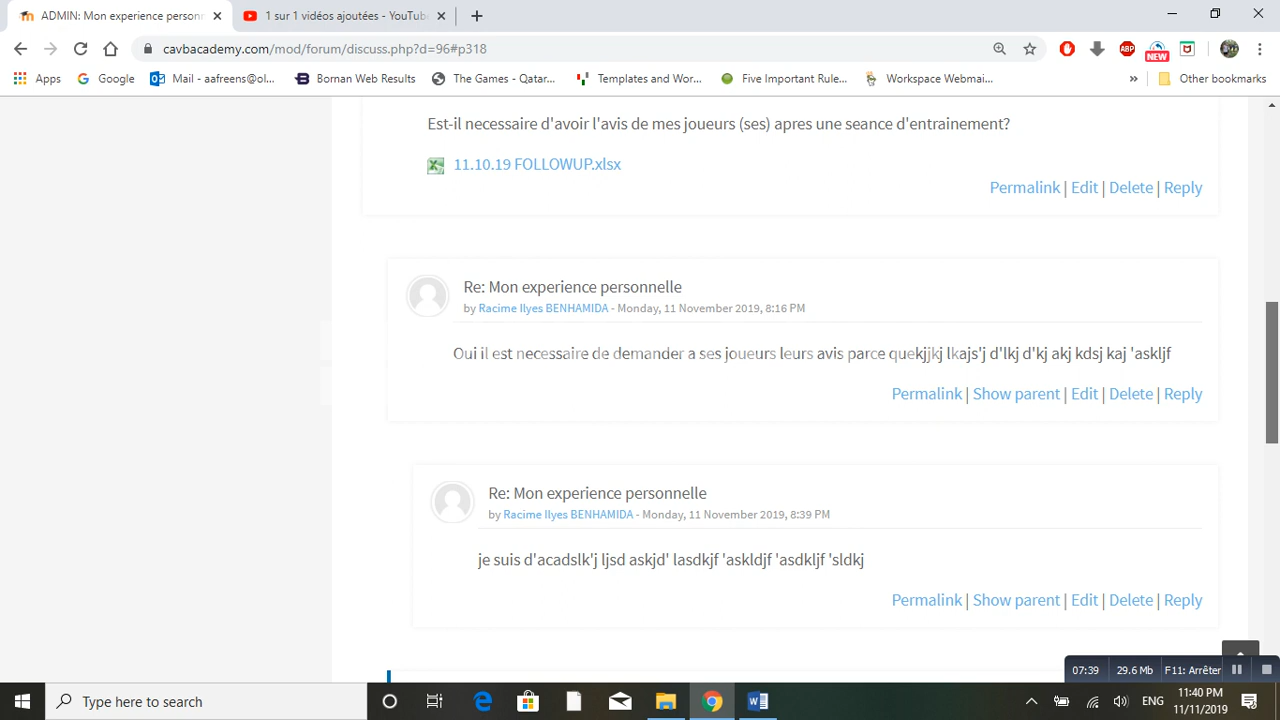 ADMIN: Mon experience personn
1 sur 1 vidéos ajoutées - YouTube
cavbacademy.com/mod/forum/discuss.php?d=96#p318
ABP
NEW
Apps
Google
Mail - aafreens@ol...
Bornan Web Results
The Games - Qatar...
Templates and Wor...
Five Important Rule...
Workspace Webmai...
»
Other bookmarks
Est-il necessaire d'avoir l'avis de mes joueurs (ses) apres une seance d'entrainement?
11.10.19 FOLLOWUP.xlsx
Permalink | Edit | Delete | Reply
Re: Mon experience personnelle
by Racime Ilyes BENHAMIDA - Monday, 11 November 2019, 8:16 PM
Oui il est necessaire de demander a ses joueurs leurs avis parce quekjjkj lkajs'j d'lkj d'kj akj kdsj kaj 'askljf
Permalink | Show parent | Edit | Delete | Reply
Re: Mon experience personnelle
by Racime Ilyes BENHAMIDA - Monday, 11 November 2019, 8:39 PM
je suis d'acadslk'j ljsd askjd' lasdkjf 'askldjf 'asdkljf 'sldkj
Permalink | Show parent | Edit | Delete | Reply
07:39 29.6 Mb F11: Arrêter
Type here to search
ENG
11:40 PM
11/11/2019